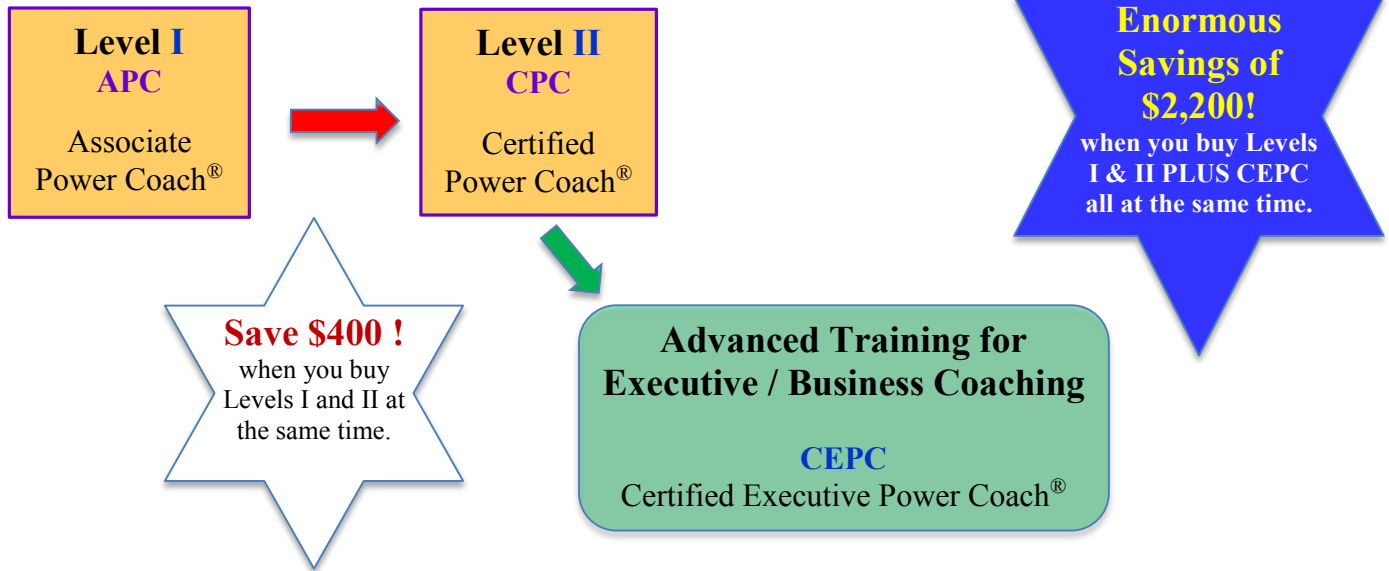 Level I
APC
Associate
Power Coach®
Level II
CPC
Certified
Power Coach®
Enormous
Savings of
$2,200!
when you buy Levels
I & II PLUS CEPC
all at the same time.
Save $400 !
when you buy
Levels I and II at
the same time.
Advanced Training for
Executive / Business Coaching
CEPC
Certified Executive Power Coach®